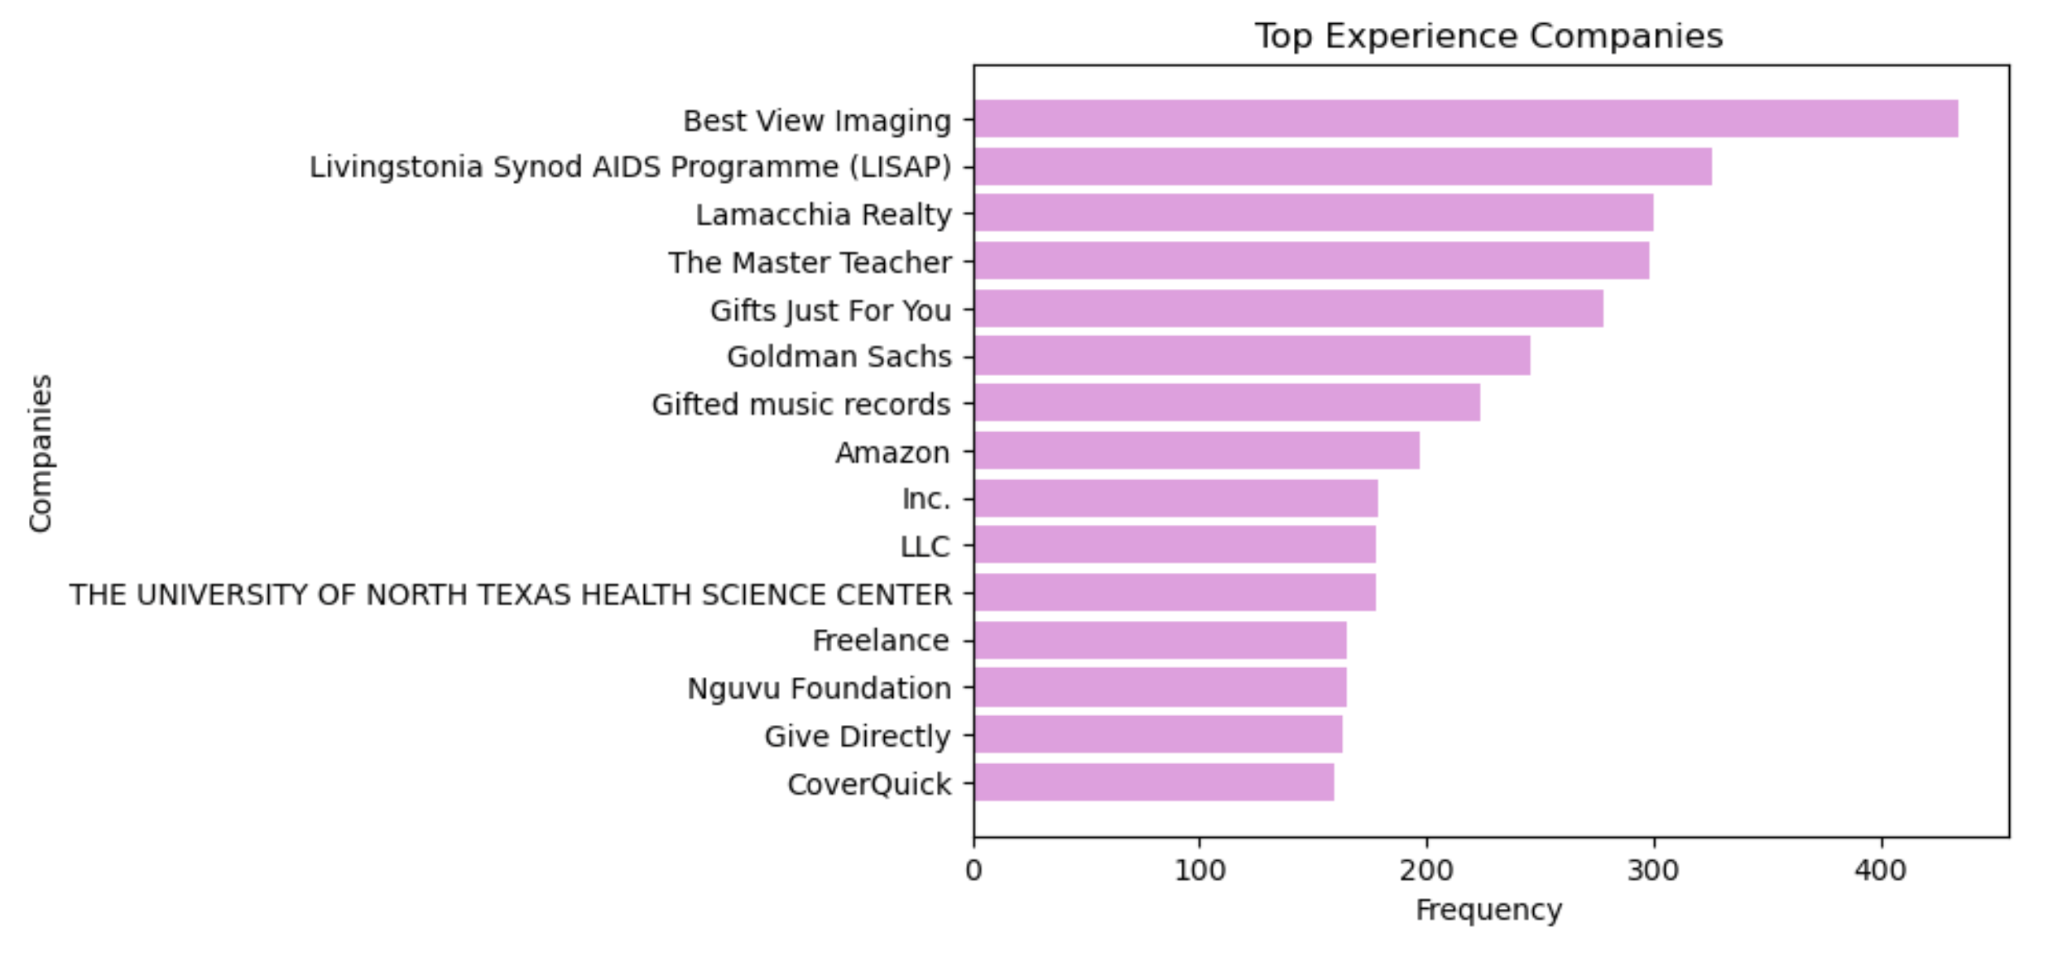 Top Experience Companies
Companies
Best View Imaging
Livingstonia Synod AIDS Programme (LISAP)
Lamacchia Realty
The Master Teacher
Gifts Just For You
Goldman Sachs
Gifted music records
Amazon
Inc.
LLC
THE UNIVERSITY OF NORTH TEXAS HEALTH SCIENCE CENTER
Freelance
Nguvu Foundation
Give Directly
CoverQuick
0 100 200 300 400
Frequency